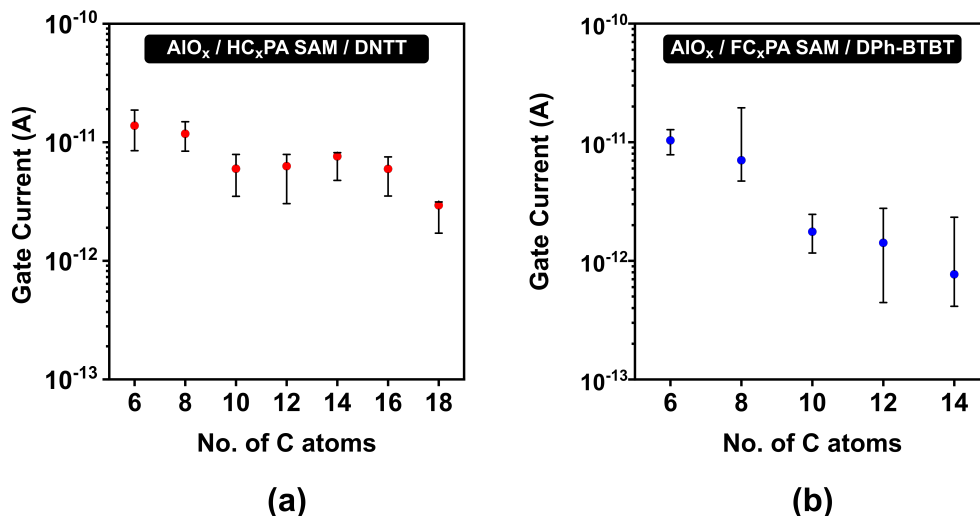 AlOₓ / HCₓPA SAM / DNTT
Gate Current (A)
10⁻¹⁰
10⁻¹¹
10⁻¹²
10⁻¹³
6 8 10 12 14 16 18
No. of C atoms
(a)
AlOₓ / FCₓPA SAM / DPh-BTBT
Gate Current (A)
10⁻¹⁰
10⁻¹¹
10⁻¹²
10⁻¹³
6 8 10 12 14
No. of C atoms
(b)